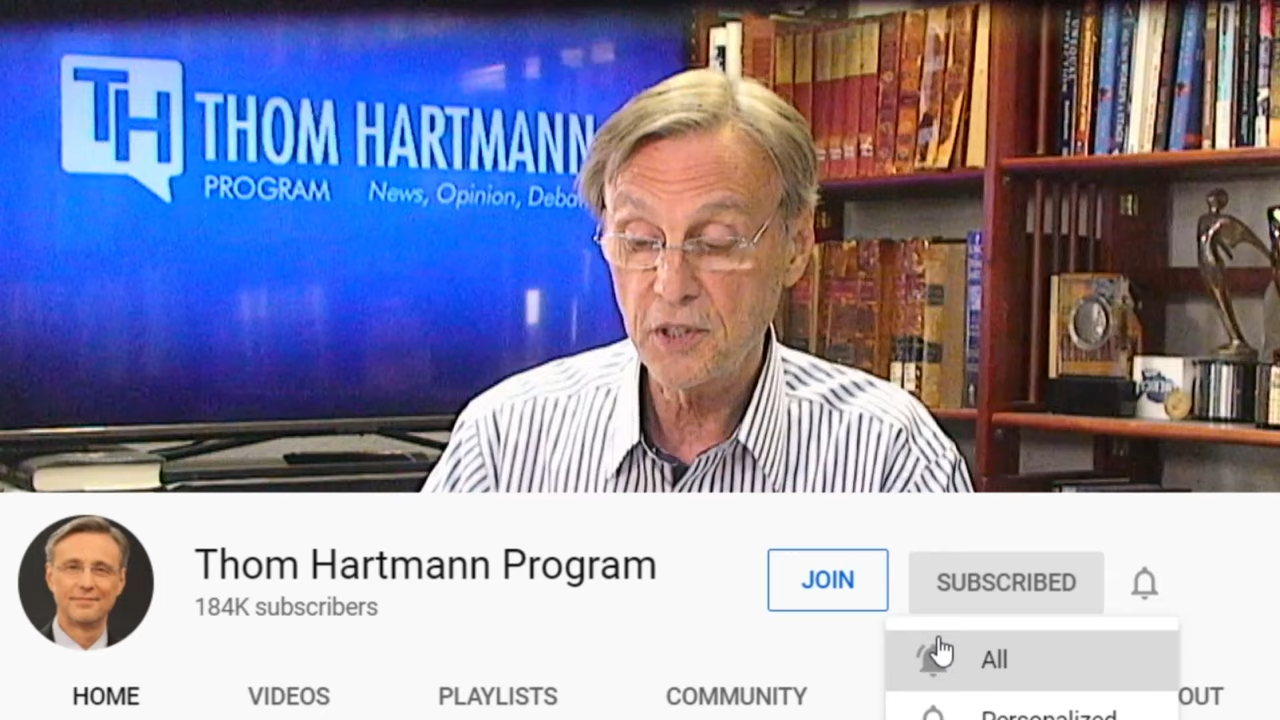 TH
THOM HARTMANN
PROGRAM News, Opinion, Deba
Thom Hartmann Program
184K subscribers
JOIN
SUBSCRIBED
All
HOME
VIDEOS
PLAYLISTS
COMMUNITY
OUT
Personalized